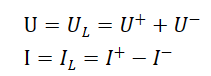 U = U_L = U⁺ + U⁻
I = I_L = I⁺ − I⁻